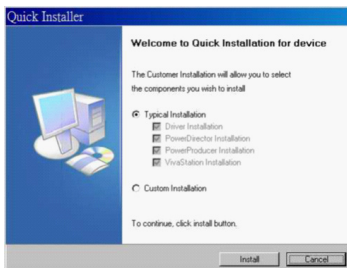 Quick Installer
Welcome to Quick Installation for device
The Customer Installation will allow you to select
the components you wish to install
Typical Installation
Driver Installation
PowerDirector Installation
PowerProducer Installation
VivaStation Installation
Custom Installation
To continue, click install button.
Install Cancel